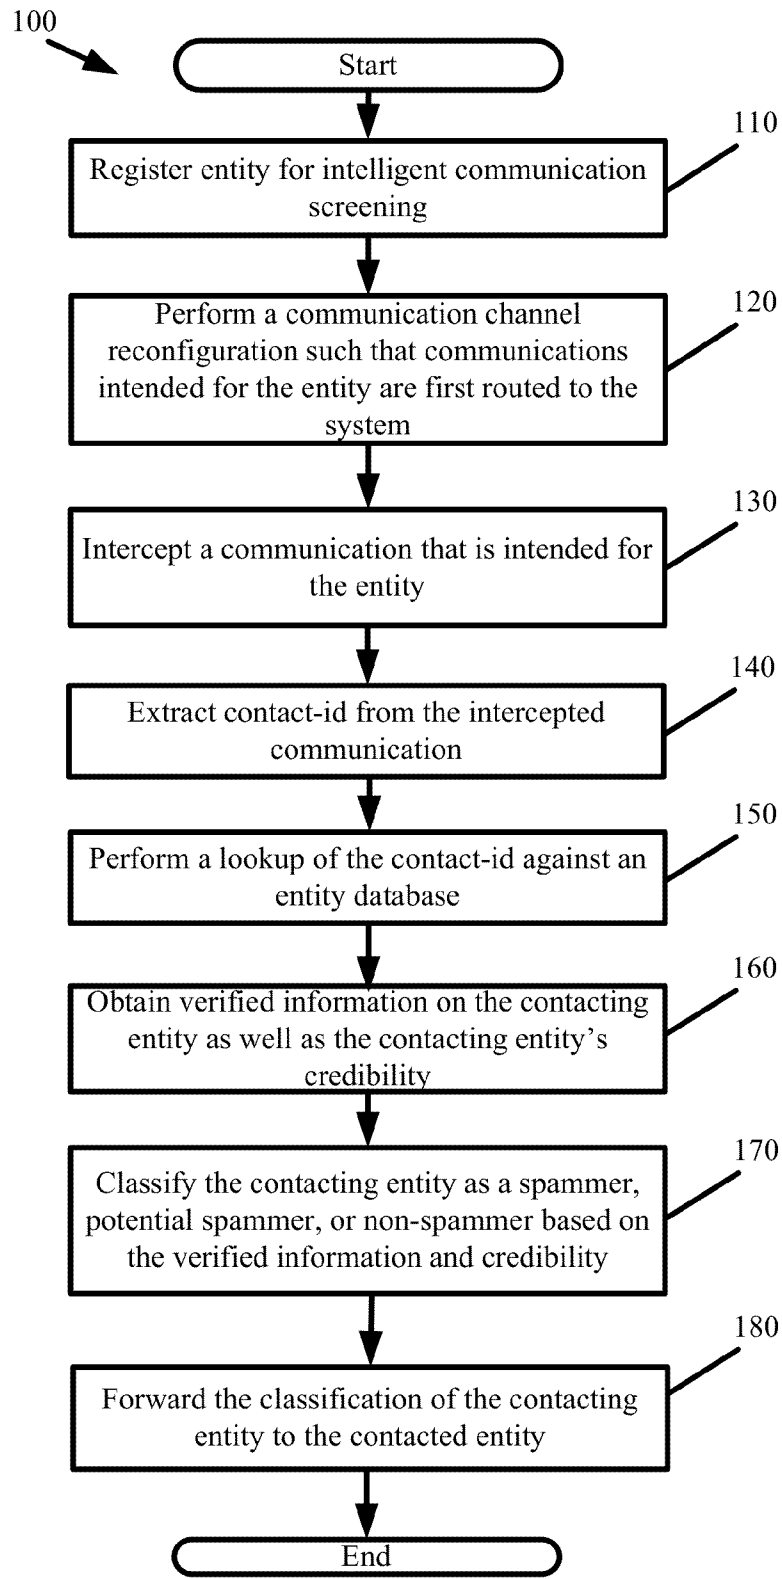 100
Start
110
Register entity for intelligent communication
screening
120
Perform a communication channel
reconfiguration such that communications
intended for the entity are first routed to the
system
130
Intercept a communication that is intended for
the entity
140
Extract contact-id from the intercepted
communication
150
Perform a lookup of the contact-id against an
entity database
160
Obtain verified information on the contacting
entity as well as the contacting entity’s
credibility
170
Classify the contacting entity as a spammer,
potential spammer, or non-spammer based on
the verified information and credibility
180
Forward the classification of the contacting
entity to the contacted entity
End